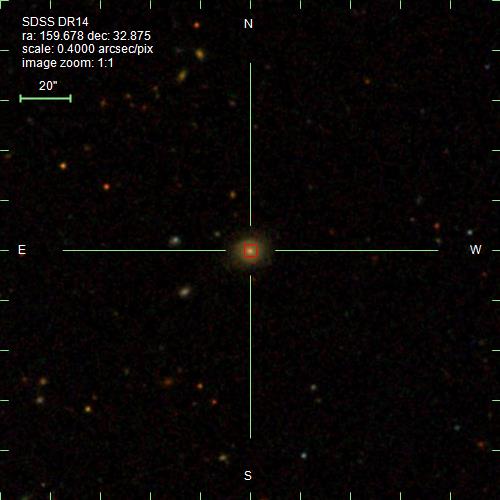 SDSS DR14
ra: 159.678 dec: 32.875
scale: 0.4000 arcsec/pix
image zoom: 1:1
20"
N
E
W
S